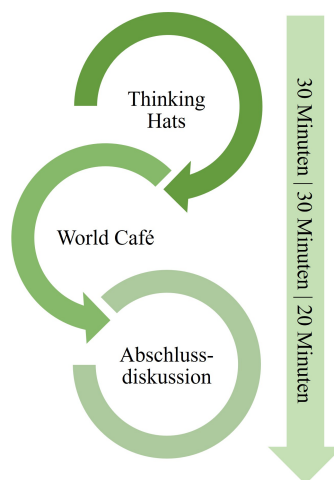 Thinking
Hats
World Café
Abschluss-
diskussion
30 Minuten | 30 Minuten | 20 Minuten